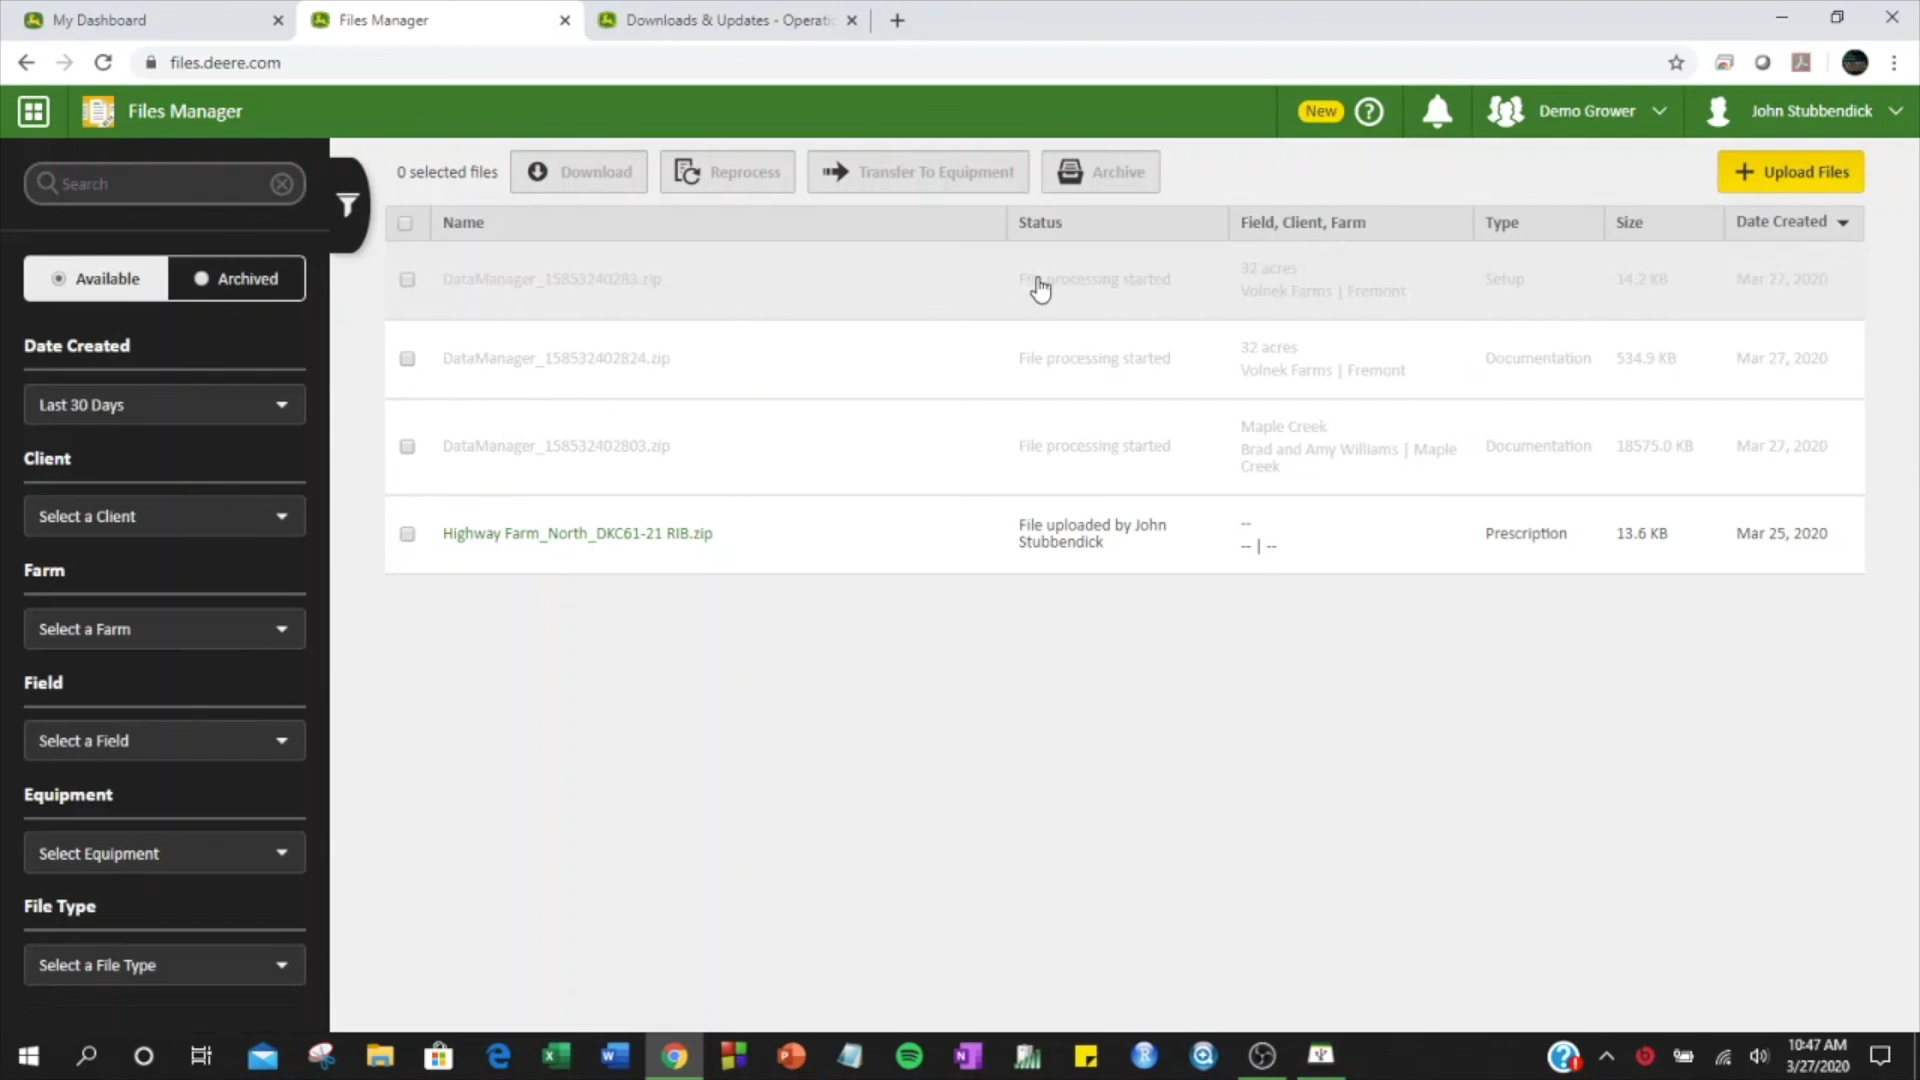 My Dashboard
Files Manager
Downloads & Updates - Operatic
files.deere.com
Files Manager
New
Demo Grower
John Stubbendick
Search
0 selected files
Download
Reprocess
Transfer To Equipment
Archive
+ Upload Files
Name
Status
Field, Client, Farm
Type
Size
Date Created
Available
Archived
DataManager_15853240283.zip
File processing started
32 acres
Volnek Farms | Fremont
Setup
14.2 KB
Mar 27, 2020
DataManager_158532402824.zip
File processing started
32 acres
Volnek Farms | Fremont
Documentation
534.9 KB
Mar 27, 2020
DataManager_158532402803.zip
File processing started
Maple Creek
Brad and Amy Williams | Maple
Creek
Documentation
18575.0 KB
Mar 27, 2020
Highway Farm_North_DKC61-21 RIB.zip
File uploaded by John
Stubbendick
--
-- | --
Prescription
13.6 KB
Mar 25, 2020
Date Created
Last 30 Days
Client
Select a Client
Farm
Select a Farm
Field
Select a Field
Equipment
Select Equipment
File Type
Select a File Type
10:47 AM
3/27/2020